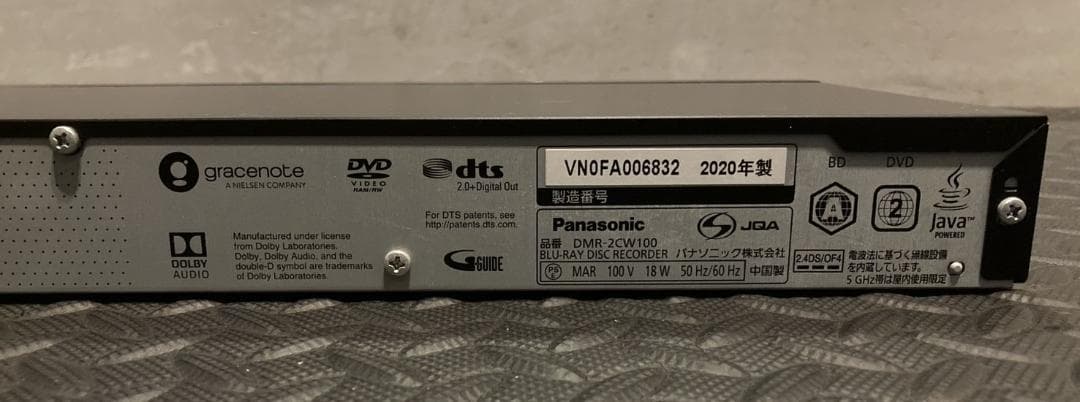 gracenote
A NIELSEN COMPANY
DVD
VIDEO
RAM/RW
dts
2.0+Digital Out
For DTS patents, see
http://patents.dts.com.
DOLBY
AUDIO
Manufactured under license
from Dolby Laboratories.
Dolby, Dolby Audio, and the
double-D symbol are trademarks
of Dolby Laboratories.
G-GUIDE
VN0FA006832 2020年製
製造番号
Panasonic JQA
品番 DMR-2CW100
BLU-RAY DISC RECORDER パナソニック株式会社
PS E MAR 100 V 18 W 50 Hz/60 Hz 中国製
BD DVD
A 2
Java™
POWERED
2.4DS/OF4
電波法に基づく無線設備
を内蔵しています。
5 GHz帯は屋内使用限定